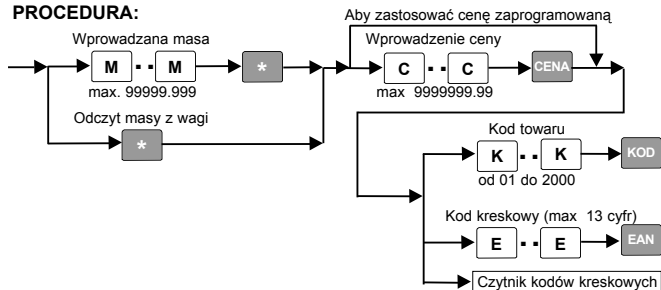 PROCEDURA:
Aby zastosować cenę zaprogramowaną
Wprowadzana masa
Wprowadzenie ceny
M ·· M *
C ·· C CENA
max. 99999.999
max 9999999.99
Odczyt masy z wagi
*
Kod towaru
K ·· K KOD
od 01 do 2000
Kod kreskowy (max 13 cyfr)
E ·· E EAN
Czytnik kodów kreskowych